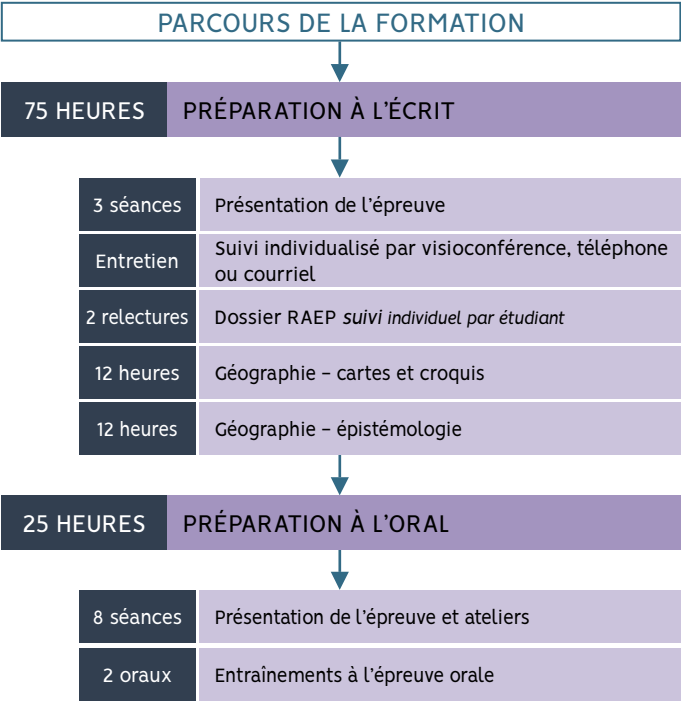 PARCOURS DE LA FORMATION
75 HEURES PRÉPARATION À L'ÉCRIT
3 séances Présentation de l'épreuve
Entretien Suivi individualisé par visioconférence, téléphone
ou courriel
2 relectures Dossier RAEP suivi individuel par étudiant
12 heures Géographie – cartes et croquis
12 heures Géographie – épistémologie
25 HEURES PRÉPARATION À L'ORAL
8 séances Présentation de l'épreuve et ateliers
2 oraux Entraînements à l'épreuve orale